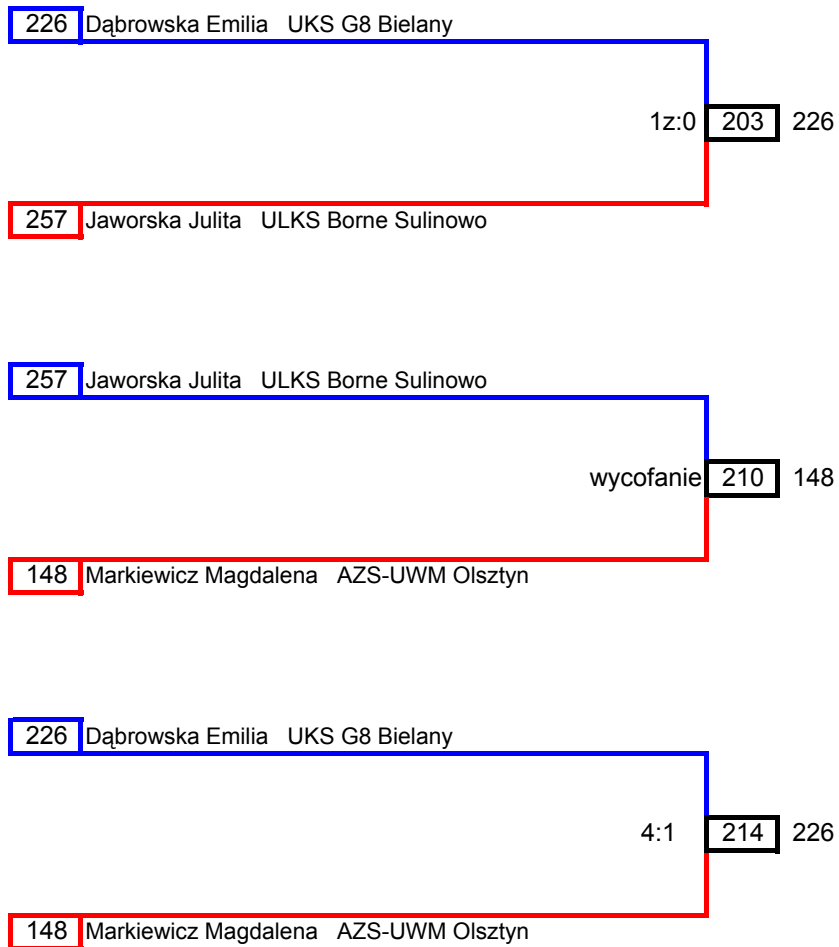 226 Dąbrowska Emilia UKS G8 Bielany
1z:0 203 226
257 Jaworska Julita ULKS Borne Sulinowo
257 Jaworska Julita ULKS Borne Sulinowo
wycofanie 210 148
148 Markiewicz Magdalena AZS-UWM Olsztyn
226 Dąbrowska Emilia UKS G8 Bielany
4:1 214 226
148 Markiewicz Magdalena AZS-UWM Olsztyn